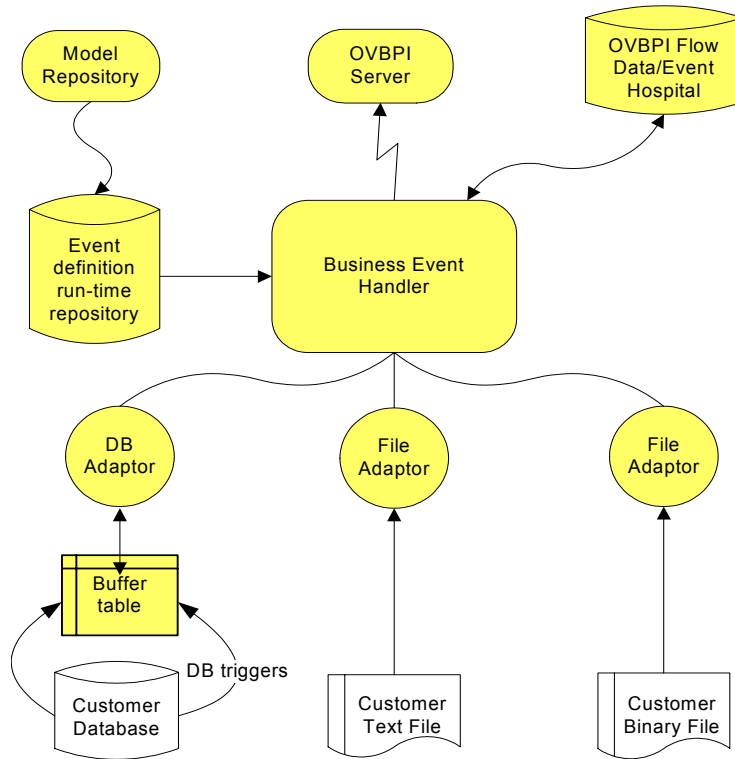 Model
Repository
OVBPI
Server
OVBPI Flow
Data/Event
Hospital
Event
definition
run-time
repository
Business Event
Handler
DB
Adaptor
File
Adaptor
File
Adaptor
Buffer
table
DB triggers
Customer
Database
Customer
Text File
Customer
Binary File